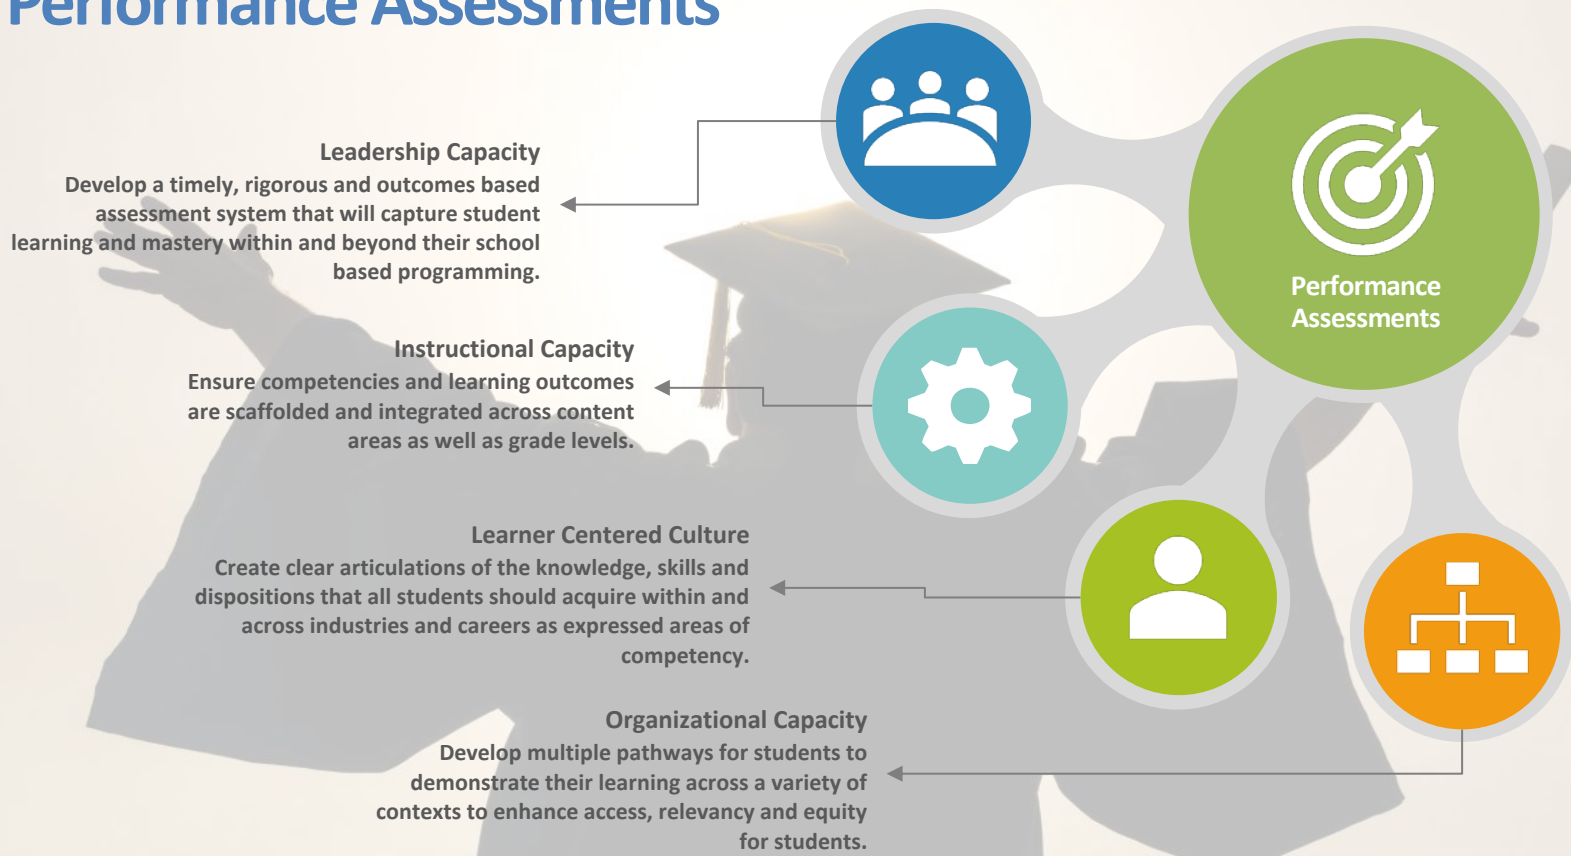 Performance Assessments
Leadership Capacity
Develop a timely, rigorous and outcomes based
assessment system that will capture student
learning and mastery within and beyond their school
based programming.
Instructional Capacity
Ensure competencies and learning outcomes
are scaffolded and integrated across content
areas as well as grade levels.
Learner Centered Culture
Create clear articulations of the knowledge, skills and
dispositions that all students should acquire within and
across industries and careers as expressed areas of
competency.
Organizational Capacity
Develop multiple pathways for students to
demonstrate their learning across a variety of
contexts to enhance access, relevancy and equity
for students.
Performance
Assessments